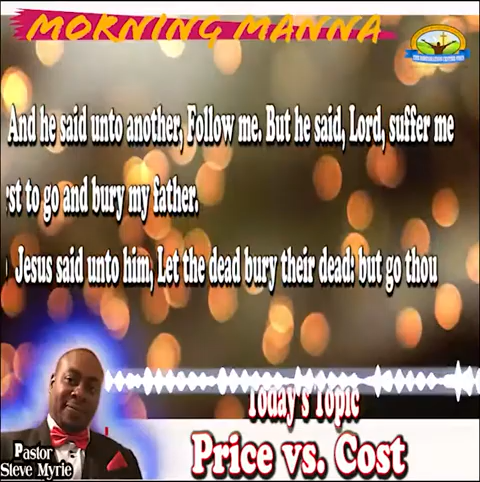 MORNING MANNA
And he said unto another, Follow me. But he said, Lord, suffer me
st to go and bury my father.
Jesus said unto him, Let the dead bury their dead: but go thou
Today's Topic
Price vs. Cost
Pastor
Steve Myrie